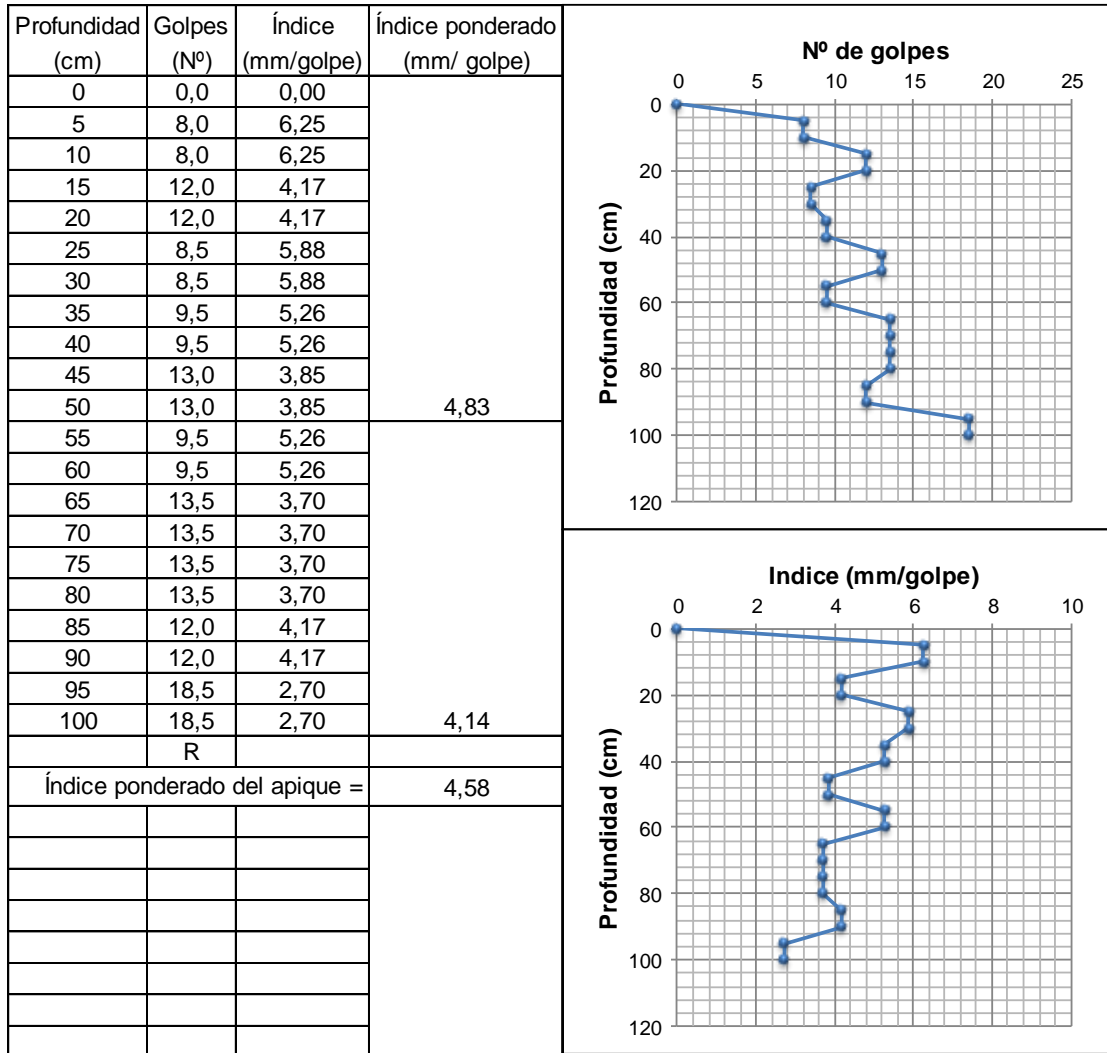 Profundidad Golpes Índice Índice ponderado
(cm) (Nº) (mm/golpe) (mm/ golpe)
0 0,0 0,00
5 8,0 6,25
10 8,0 6,25
15 12,0 4,17
20 12,0 4,17
25 8,5 5,88
30 8,5 5,88
35 9,5 5,26
40 9,5 5,26
45 13,0 3,85
50 13,0 3,85 4,83
55 9,5 5,26
60 9,5 5,26
65 13,5 3,70
70 13,5 3,70
75 13,5 3,70
80 13,5 3,70
85 12,0 4,17
90 12,0 4,17
95 18,5 2,70
100 18,5 2,70 4,14
R
Índice ponderado del apique = 4,58
Nº de golpes
0 5 10 15 20 25
0
20
40
60
80
100
120
Profundidad (cm)
Indice (mm/golpe)
0 2 4 6 8 10
0
20
40
60
80
100
120
Profundidad (cm)